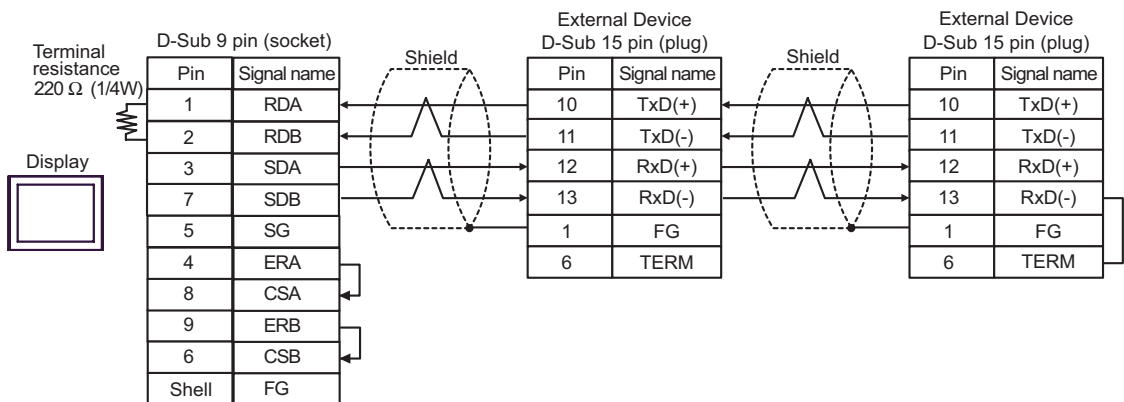 Terminal
resistance
220 Ω (1/4W)
Display
D-Sub 9 pin (socket)
Pin Signal name
1 RDA
2 RDB
3 SDA
7 SDB
5 SG
4 ERA
8 CSA
9 ERB
6 CSB
Shell FG
Shield
External Device
D-Sub 15 pin (plug)
Pin Signal name
10 TxD(+)
11 TxD(-)
12 RxD(+)
13 RxD(-)
1 FG
6 TERM
Shield
External Device
D-Sub 15 pin (plug)
Pin Signal name
10 TxD(+)
11 TxD(-)
12 RxD(+)
13 RxD(-)
1 FG
6 TERM